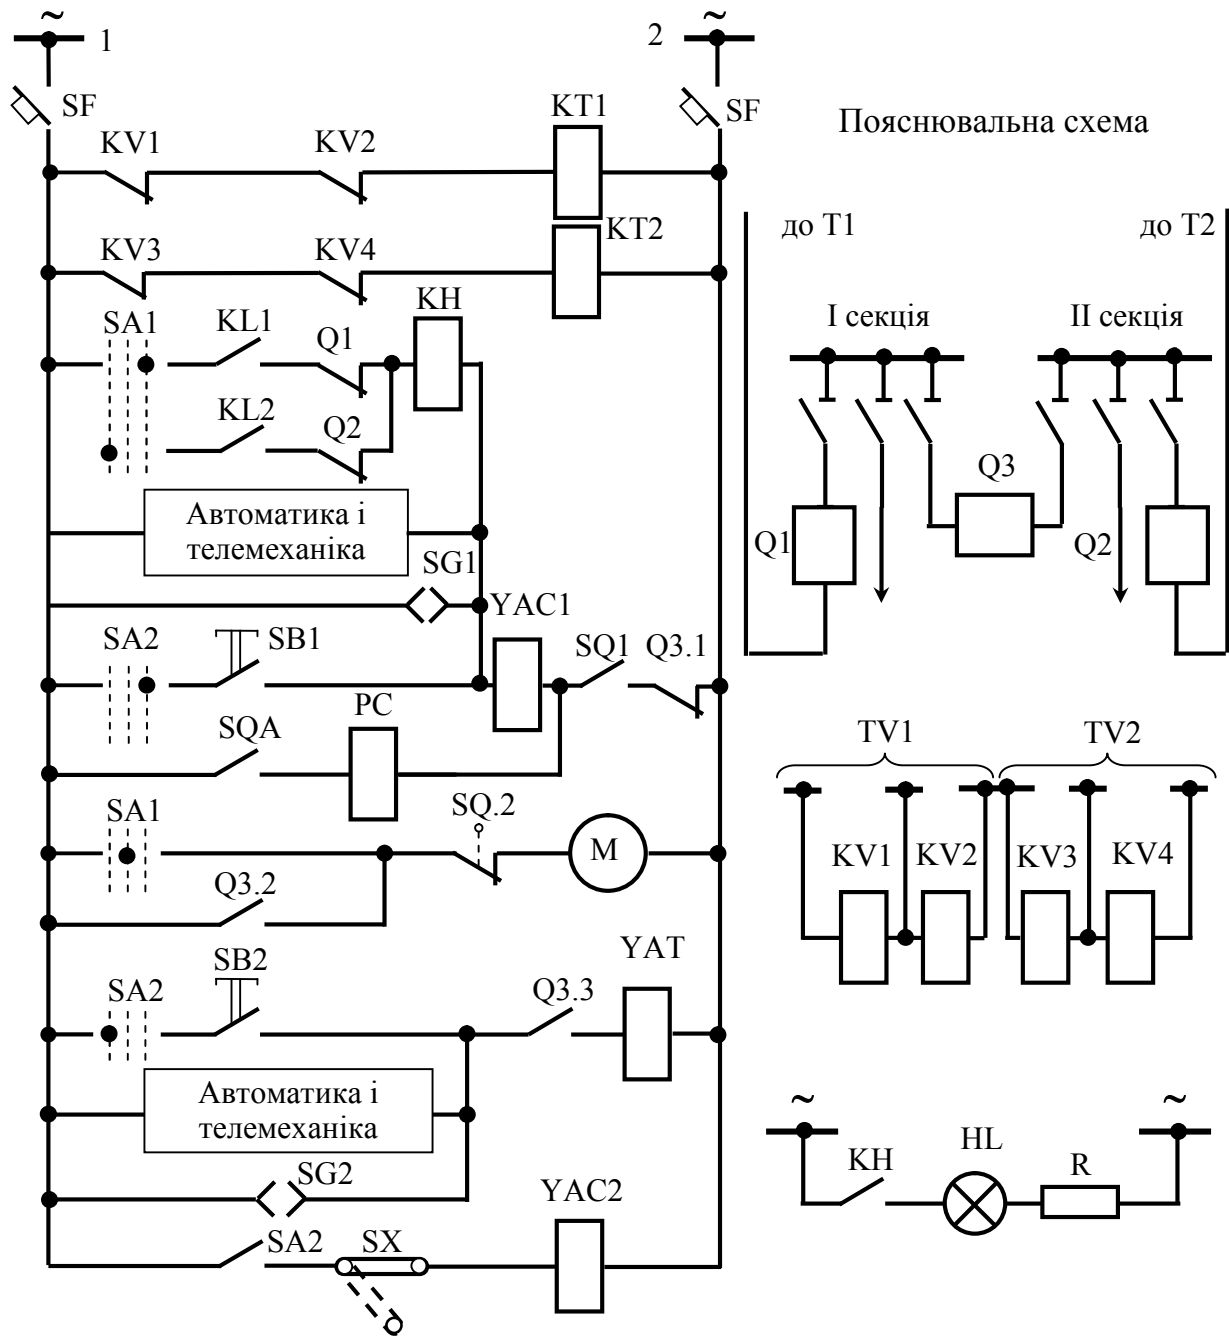 ~
1
SF
2
~
SF
KV1
KV2
KT1
KV3
KV4
KT2
SA1
KL1
Q1
KH
KL2
Q2
Автоматика і
телемеханіка
SG1
YAC1
SA2
SB1
SQ1
Q3.1
SQA
PC
SA1
SQ.2
M
Q3.2
SB2
SA2
Q3.3
YAT
Автоматика і
телемеханіка
SG2
YAC2
SA2
SX
Пояснювальна схема
до Т1
до Т2
І секція
ІІ секція
Q3
Q1
Q2
TV1
TV2
KV1
KV2
KV3
KV4
~
~
KH
HL
R